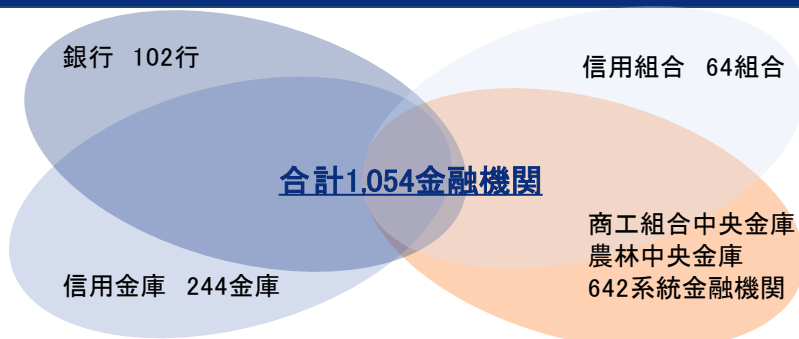 銀行 102行
信用組合 64組合
合計1,054金融機関
商工組合中央金庫
農林中央金庫
642系統金融機関
信用金庫 244金庫